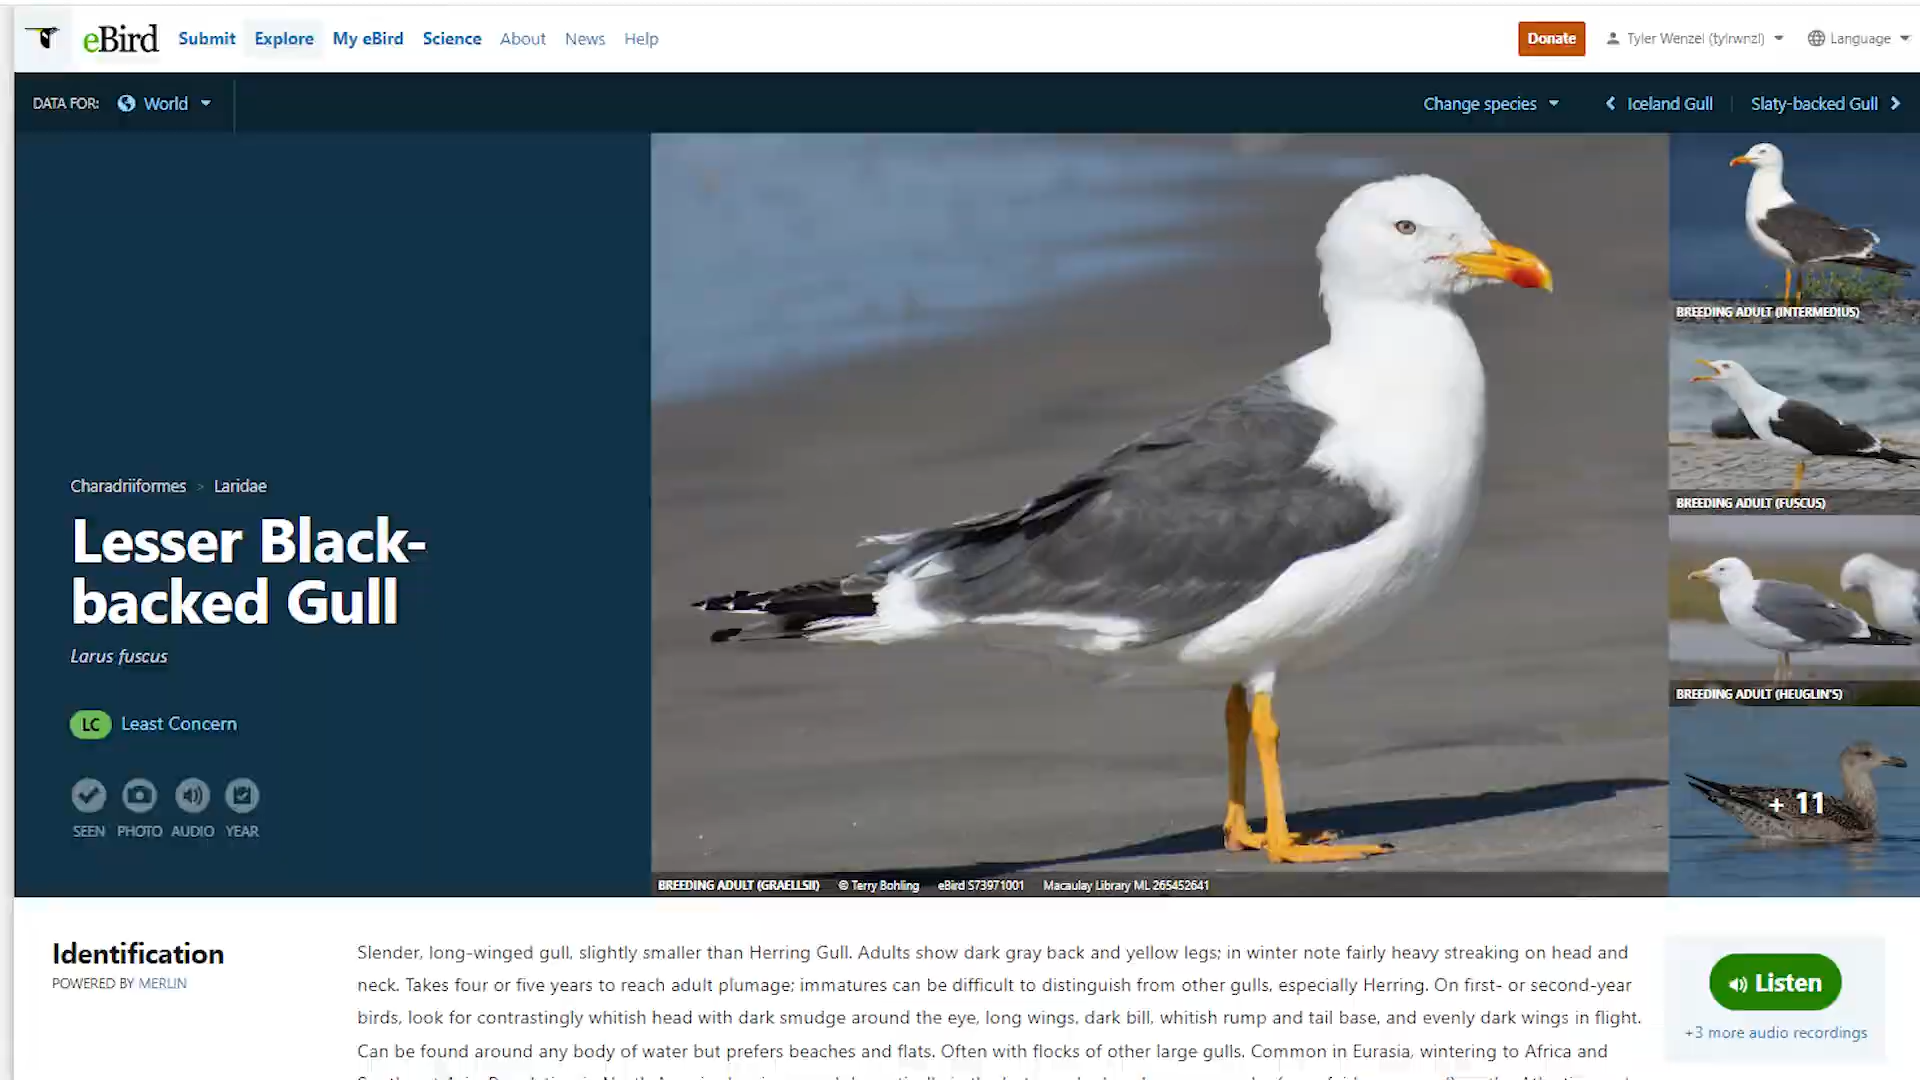 eBird Submit Explore My eBird Science About News Help
Donate Tyler Wenzel (tylrwnzl) Language
DATA FOR: World
Change species Iceland Gull Slaty-backed Gull
BREEDING ADULT (INTERMEDIUS)
BREEDING ADULT (FUSCUS)
BREEDING ADULT (HEUGLIN'S)
+ 11
Charadriiformes > Laridae
Lesser Black-
backed Gull
Larus fuscus
LC Least Concern
SEEN PHOTO AUDIO YEAR
BREEDING ADULT (GRAELLSII) © Terry Bohling eBird S73971001 Macaulay Library ML 265452641
Identification
POWERED BY MERLIN
Slender, long-winged gull, slightly smaller than Herring Gull. Adults show dark gray back and yellow legs; in winter note fairly heavy streaking on head and
neck. Takes four or five years to reach adult plumage; immatures can be difficult to distinguish from other gulls, especially Herring. On first- or second-year
birds, look for contrastingly whitish head with dark smudge around the eye, long wings, dark bill, whitish rump and tail base, and evenly dark wings in flight.
Can be found around any body of water but prefers beaches and flats. Often with flocks of other large gulls. Common in Eurasia, wintering to Africa and
Listen
+3 more audio recordings